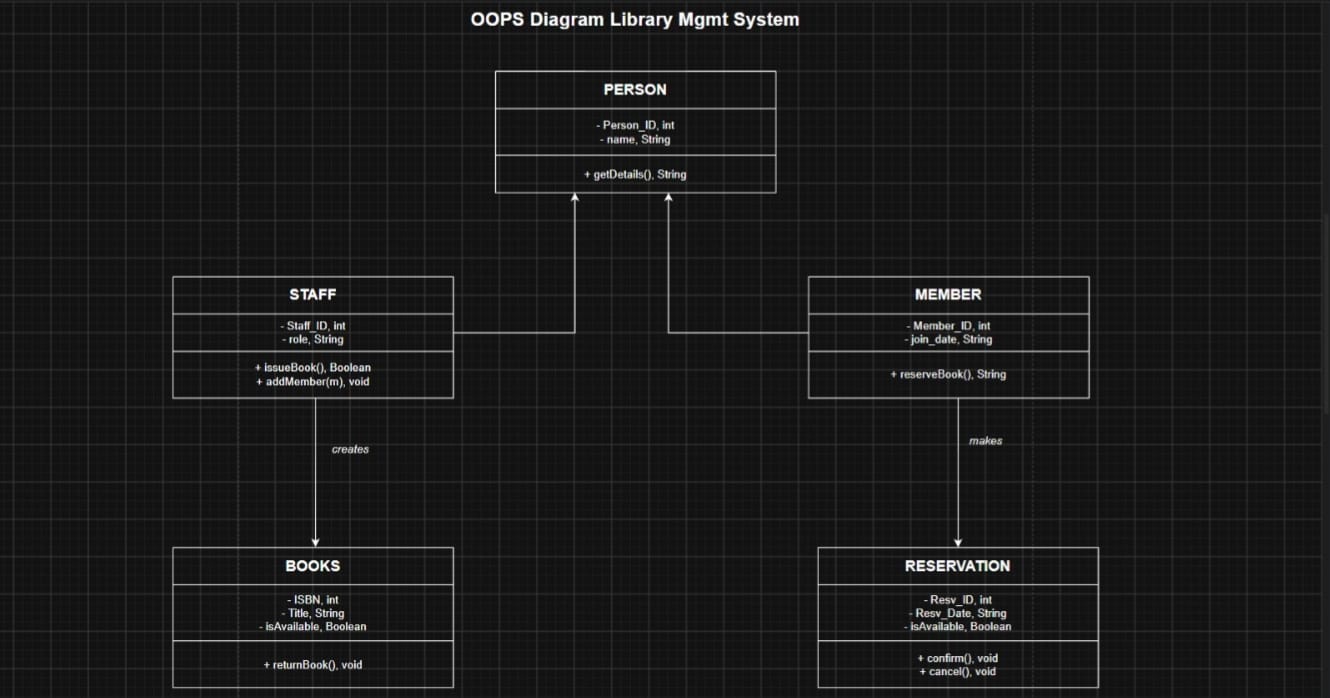 OOPS Diagram Library Mgmt System
PERSON
- Person_ID, int
- name, String
+ getDetails(), String
STAFF
- Staff_ID, int
- role, String
+ issueBook(), Boolean
+ addMember(m), void
MEMBER
- Member_ID, int
- join_date, String
+ reserveBook(), String
creates
makes
BOOKS
- ISBN, int
- Title, String
- isAvailable, Boolean
+ returnBook(), void
RESERVATION
- Resv_ID, int
- Resv_Date, String
- isAvailable, Boolean
+ confirm(), void
+ cancel(), void